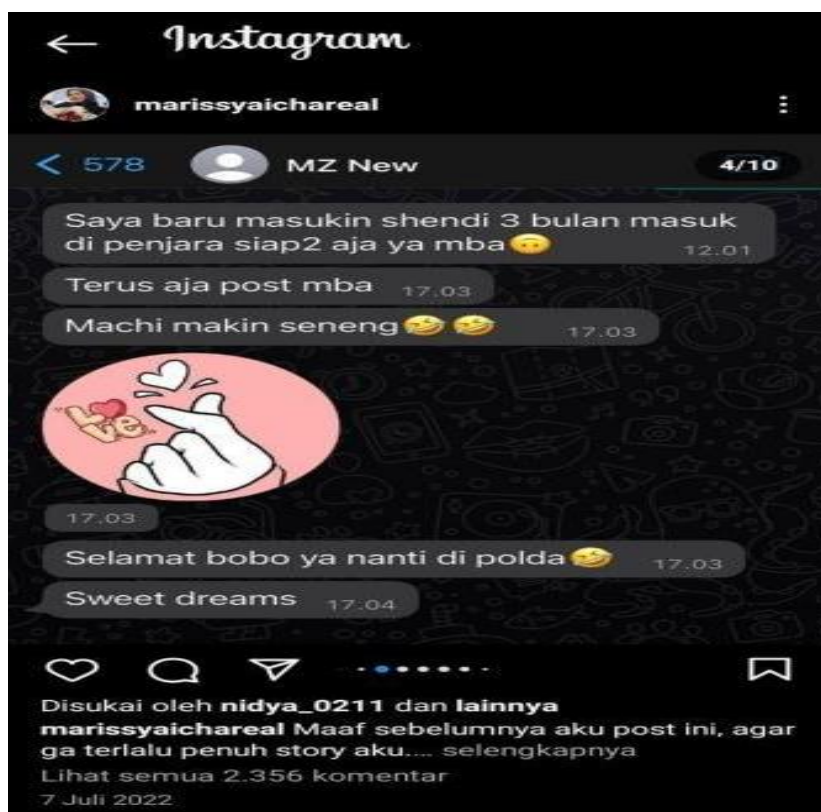 Instagram
marissyaichareal
578 MZ New 4/10
Saya baru masukin shendi 3 bulan masuk
di penjara siap2 aja ya mba🙃 12.01
Terus aja post mba 17.03
Machi makin seneng🤣🤣 17.03
17.03
Selamat bobo ya nanti di polda🤣 17.03
Sweet dreams 17.04
Disukai oleh nidya_0211 dan lainnya
marissyaichareal Maaf sebelumnya aku post ini, agar
ga terlalu penuh story aku.... selengkapnya
Lihat semua 2.356 komentar
7 Juli 2022